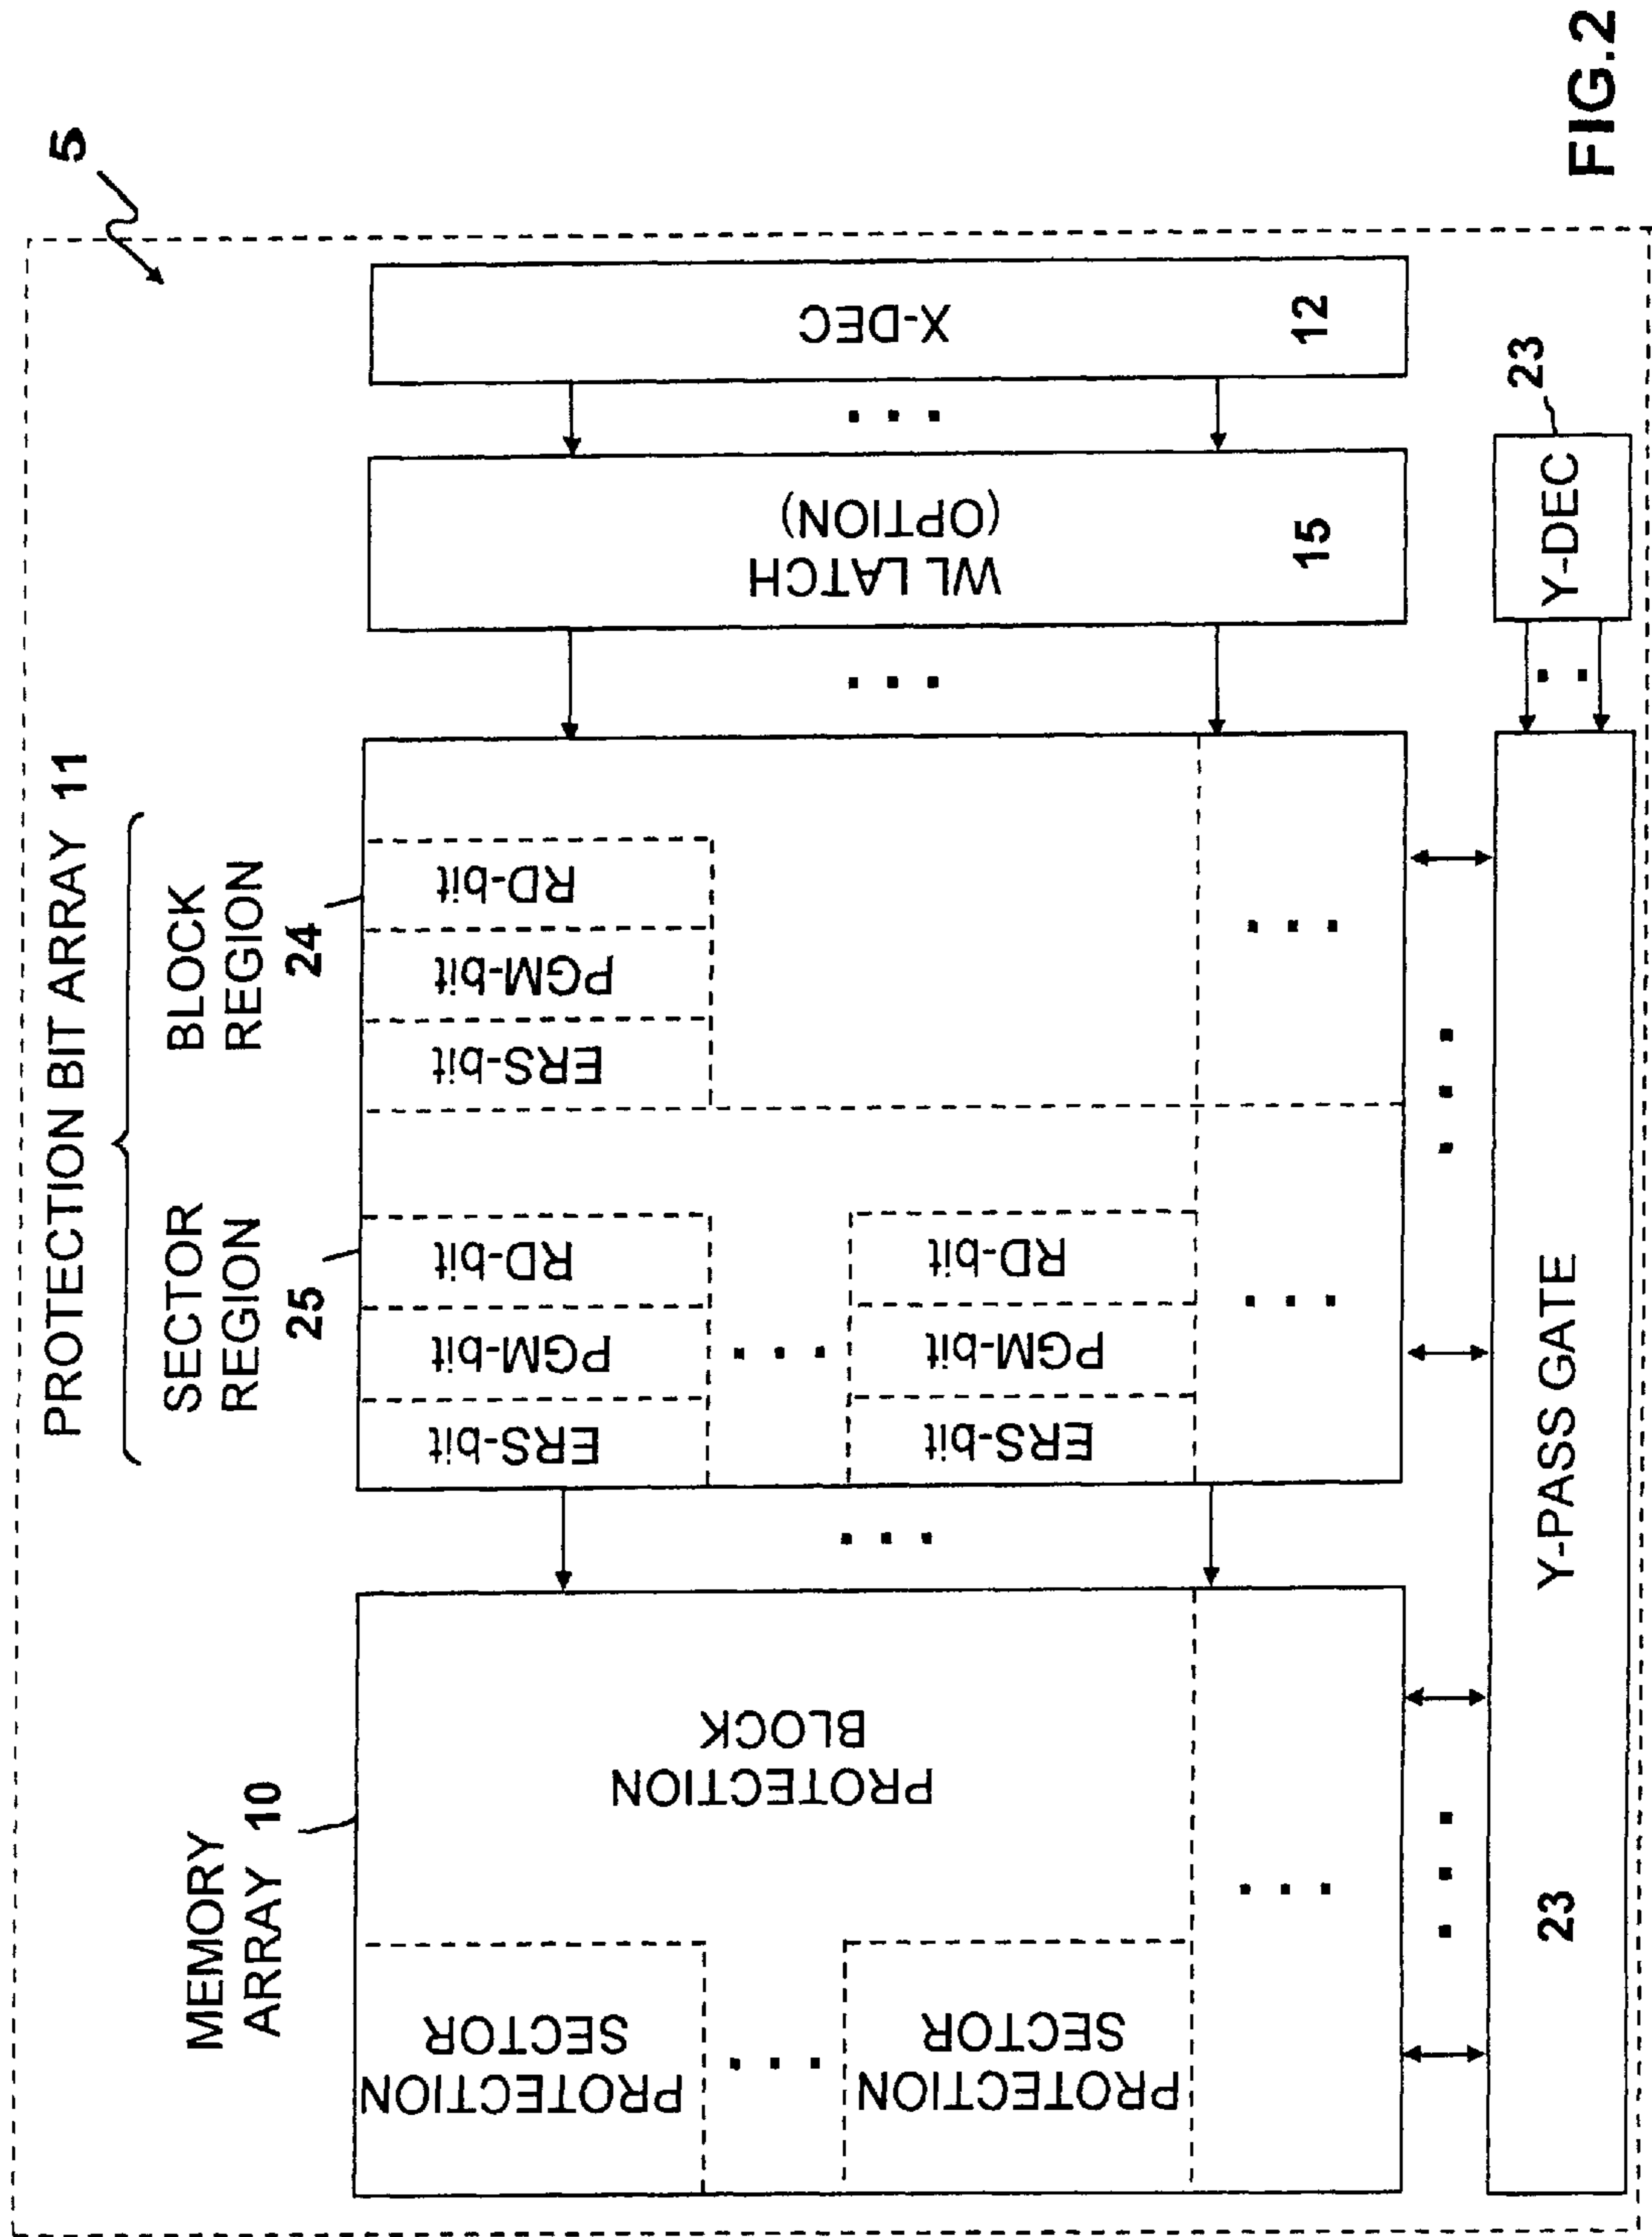 5
PROTECTION BIT ARRAY 11
MEMORY
ARRAY 10
SECTOR
REGION
25
BLOCK
REGION
24
PROTECTION
SECTOR
PROTECTION
SECTOR
PROTECTION
BLOCK
ERS-bit
PGM-bit
RD-bit
ERS-bit
PGM-bit
RD-bit
ERS-bit
PGM-bit
RD-bit
WL LATCH
(OPTION)
15
X-DEC
12
23
Y-PASS GATE
Y-DEC
23
FIG.2